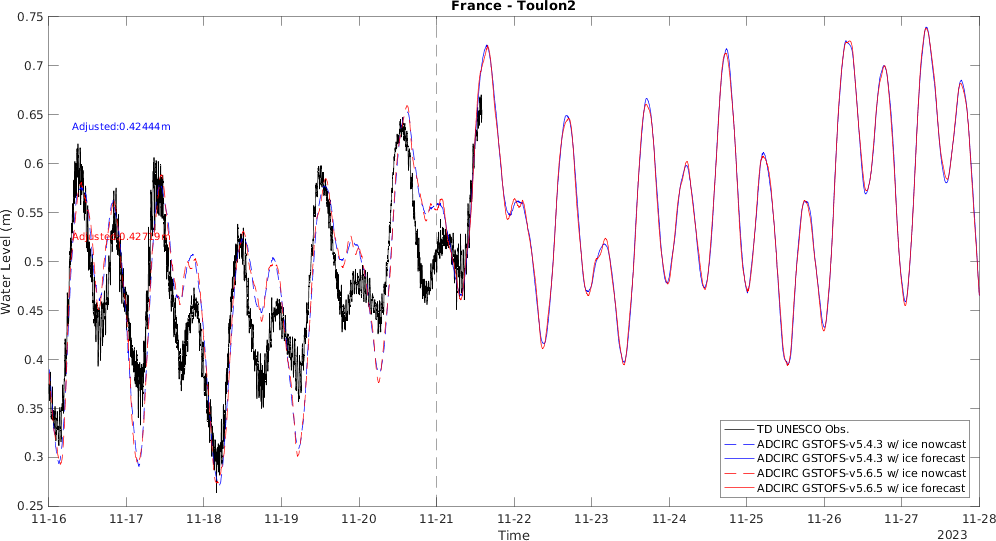 France - Toulon2
0.75
0.7
0.65
0.6
0.55
0.5
0.45
0.4
0.35
0.3
0.25
Water Level (m)
Adjusted:0.42444m
Adjusted:0.42719m
TD UNESCO Obs.
ADCIRC GSTOFS-v5.4.3 w/ ice nowcast
ADCIRC GSTOFS-v5.4.3 w/ ice forecast
ADCIRC GSTOFS-v5.6.5 w/ ice nowcast
ADCIRC GSTOFS-v5.6.5 w/ ice forecast
11-16 11-17 11-18 11-19 11-20 11-21 11-22 11-23 11-24 11-25 11-26 11-27 11-28
Time
2023